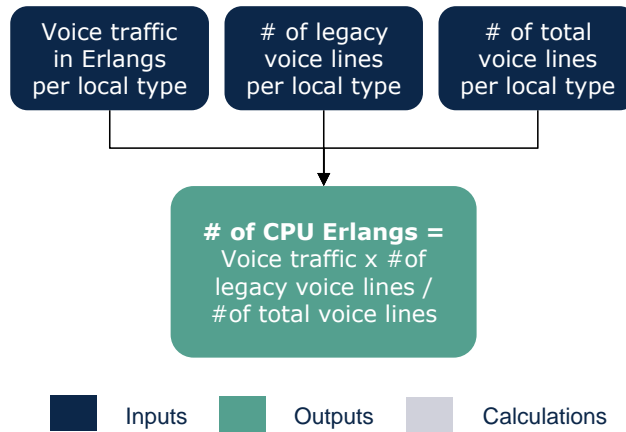 Voice traffic
in Erlangs
per local type
# of legacy
voice lines
per local type
# of total
voice lines
per local type
# of CPU Erlangs =
Voice traffic x #of
legacy voice lines /
#of total voice lines
Inputs
Outputs
Calculations